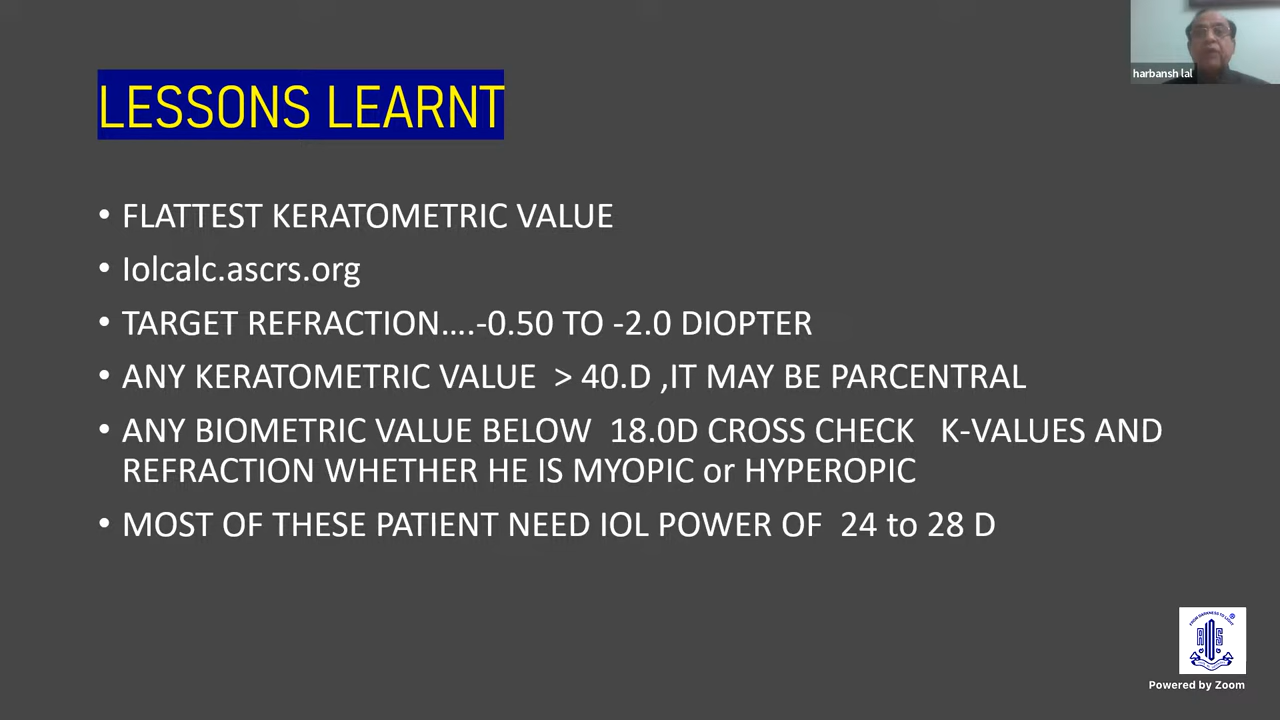 harbansh lal
LESSONS LEARNT
• FLATTEST KERATOMETRIC VALUE
• Iolcalc.ascrs.org
• TARGET REFRACTION....-0.50 TO -2.0 DIOPTER
• ANY KERATOMETRIC VALUE > 40.D ,IT MAY BE PARCENTRAL
• ANY BIOMETRIC VALUE BELOW 18.0D CROSS CHECK K-VALUES AND
REFRACTION WHETHER HE IS MYOPIC or HYPEROPIC
• MOST OF THESE PATIENT NEED IOL POWER OF 24 to 28 D
Powered by Zoom